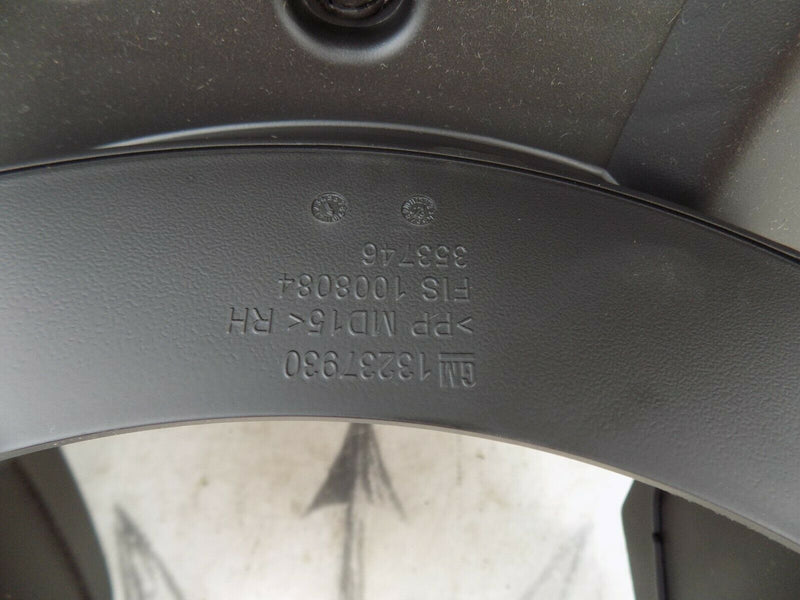 GM 13237930
>PP MD15< RH
FIS 1008084
353746